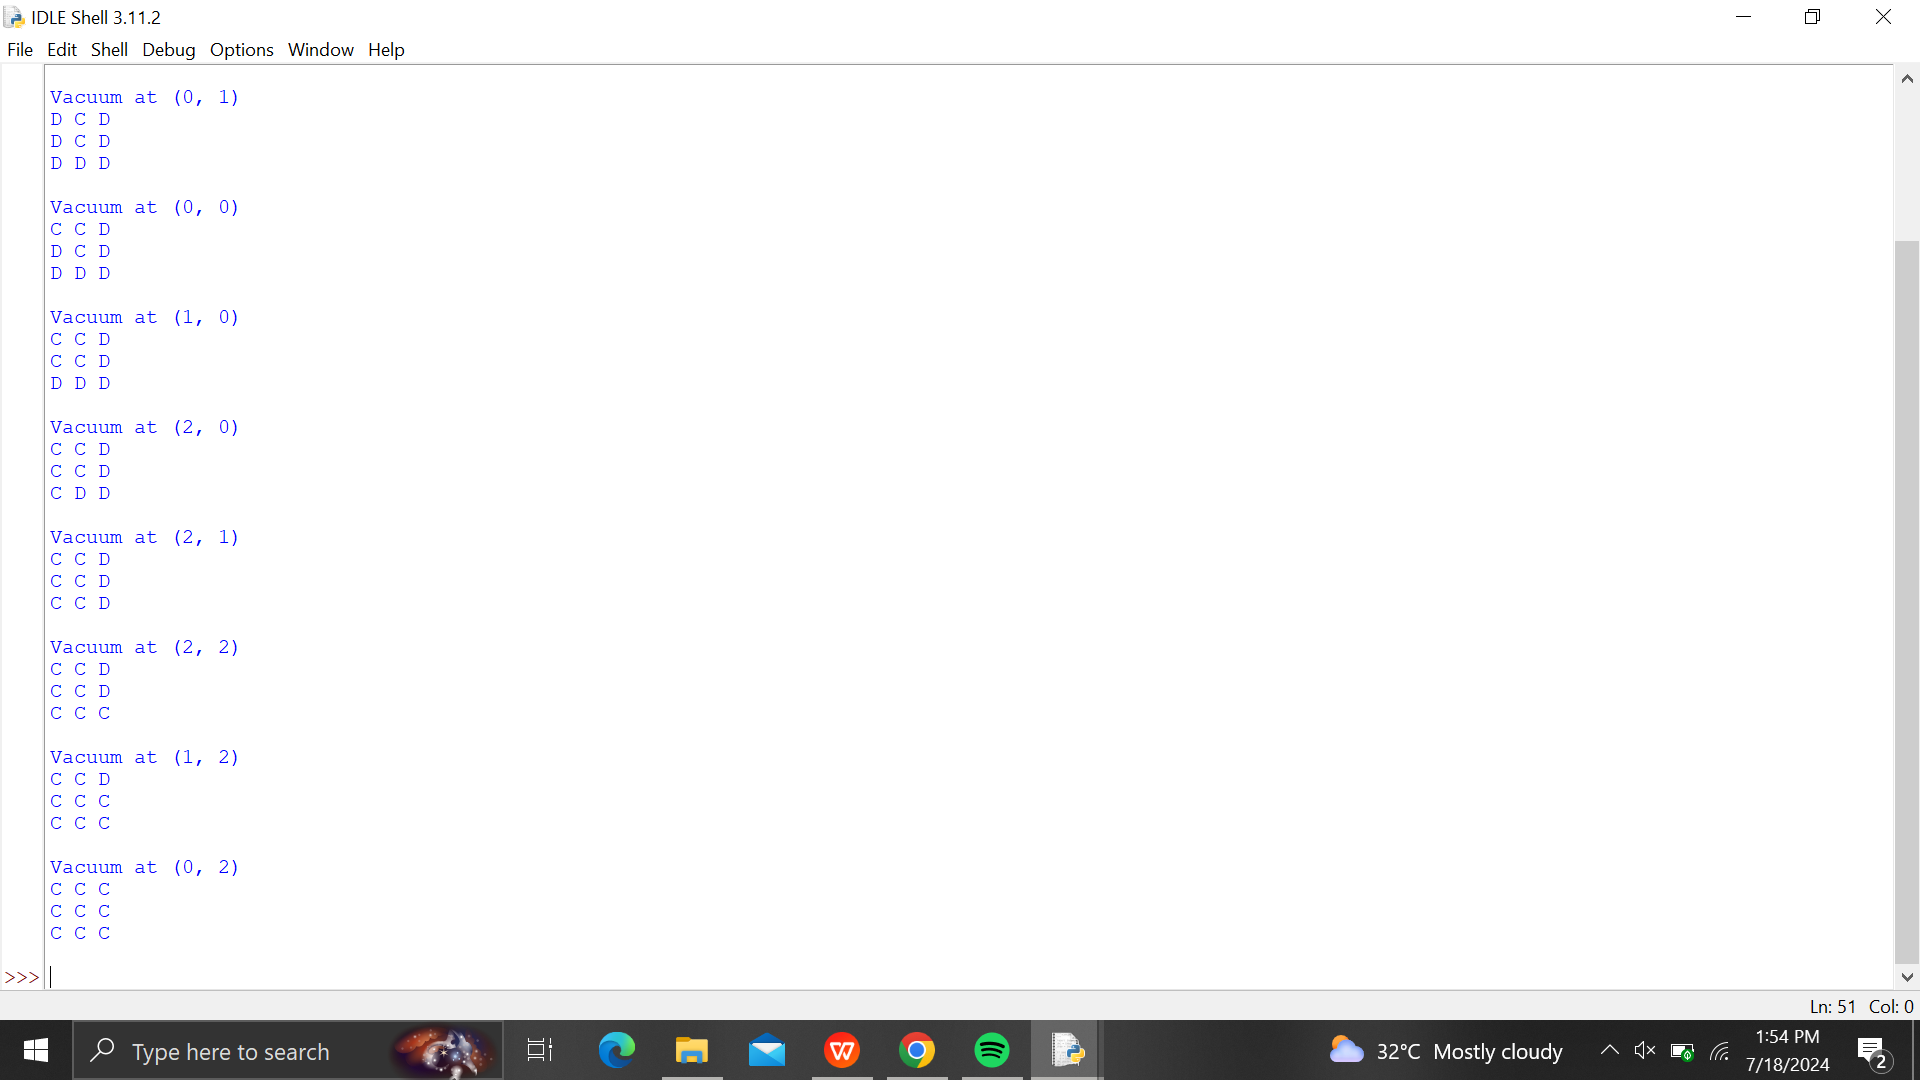 IDLE Shell 3.11.2
File Edit Shell Debug Options Window Help
Vacuum at (0, 1)
D C D
D C D
D D D
Vacuum at (0, 0)
C C D
D C D
D D D
Vacuum at (1, 0)
C C D
C C D
D D D
Vacuum at (2, 0)
C C D
C C D
C D D
Vacuum at (2, 1)
C C D
C C D
C C D
Vacuum at (2, 2)
C C D
C C D
C C C
Vacuum at (1, 2)
C C D
C C C
C C C
Vacuum at (0, 2)
C C C
C C C
C C C
>>>
Ln: 51 Col: 0
Type here to search
32°C Mostly cloudy
1:54 PM
7/18/2024
2